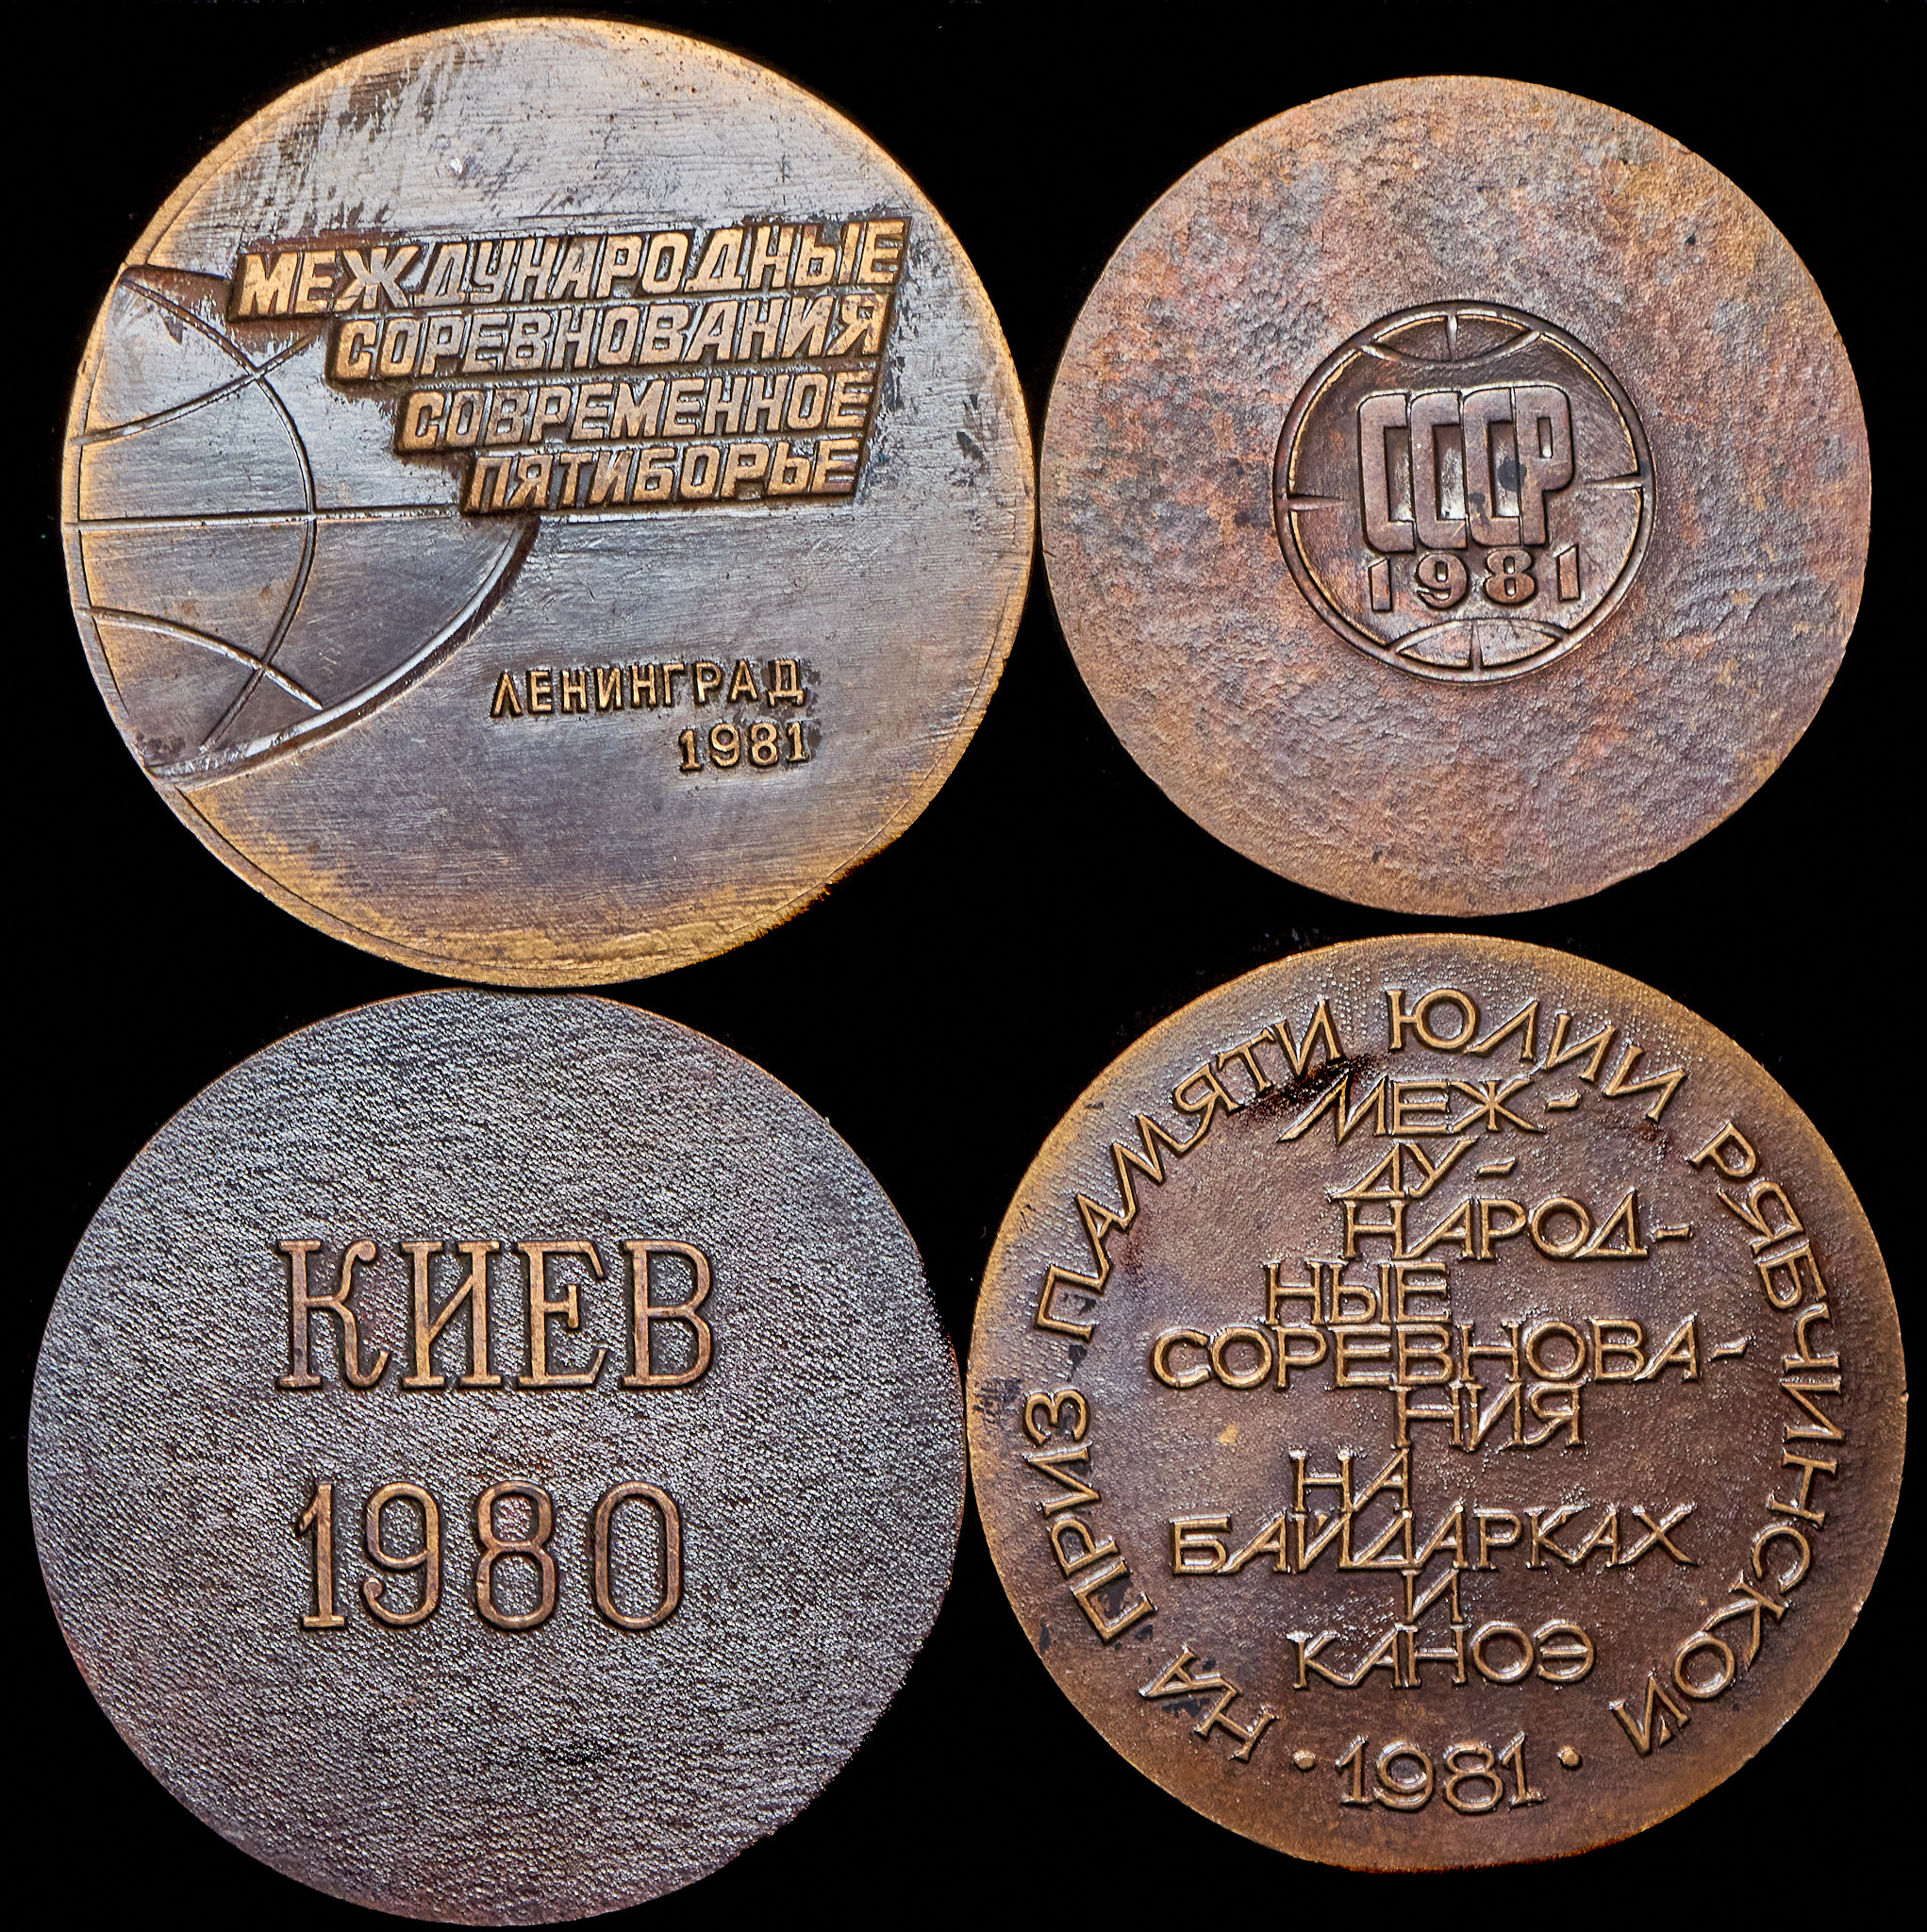 МЕЖДУНАРОДНЫЕ
СОРЕВНОВАНИЯ
СОВРЕМЕННОЕ
ПЯТИБОРЬЕ
ЛЕНИНГРАД
1981
СССР
1981
КИЕВ
1980
НА ПРИЗ ПАМЯТИ ЮЛИИ РЯБЧИНСКОЙ
МЕЖ-
ДУ-
НАРОД-
НЫЕ
СОРЕВНОВА-
НИЯ
НА
БАЙДАРКАХ
И
КАНОЭ
• 1981 •